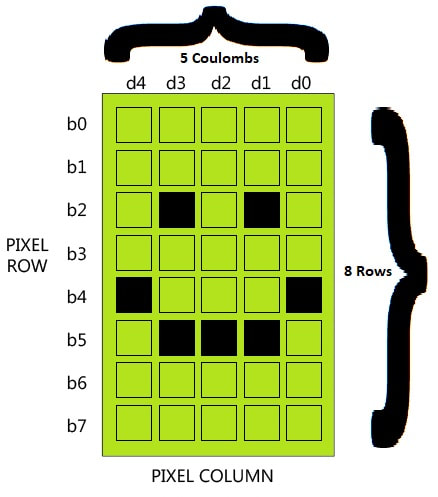 5 Coulombs
d4 d3 d2 d1 d0
b0
b1
b2
b3
PIXEL
ROW
b4
8 Rows
b5
b6
b7
PIXEL COLUMN